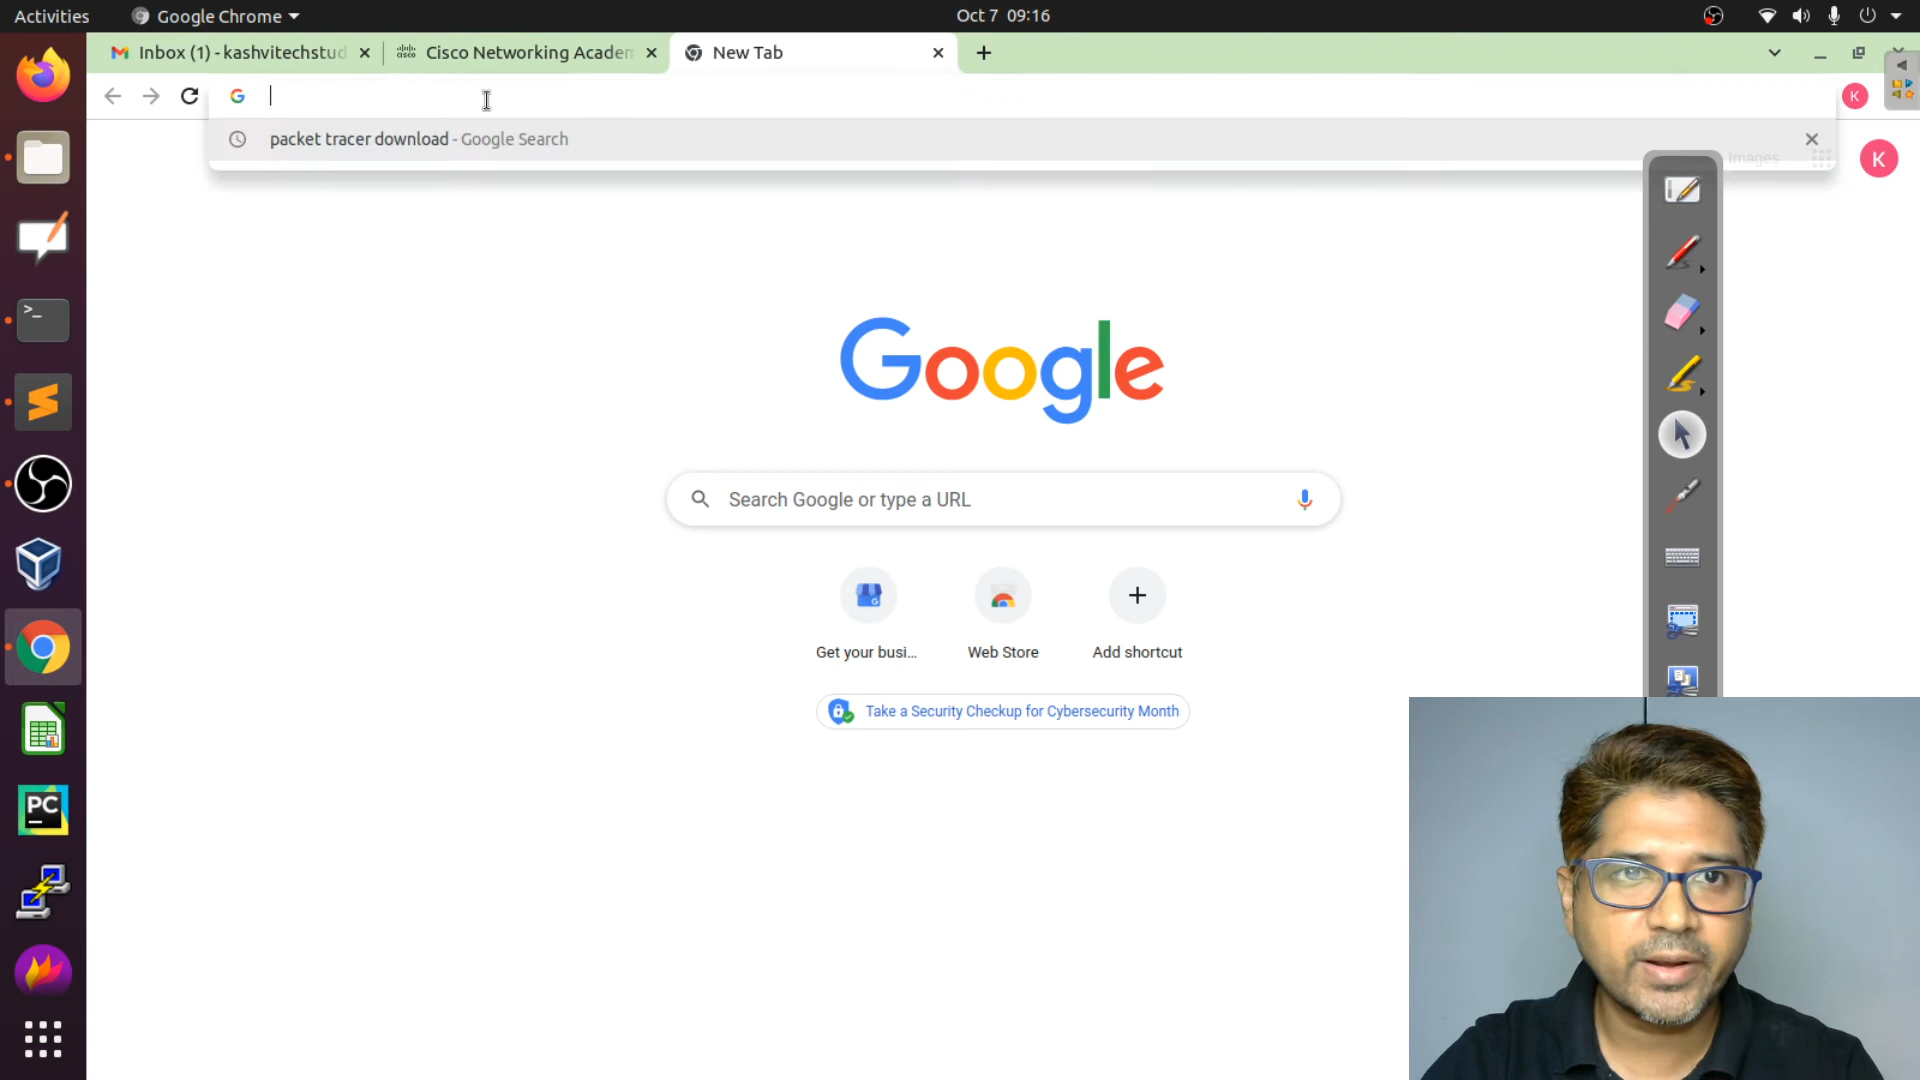 Activities
Google Chrome
Oct 7 09:16
Inbox (1) - kashvitechstud
cisco
Cisco Networking Academ
New Tab
K
packet tracer download - Google Search
Images
K
Google
Search Google or type a URL
Get your busi...
Web Store
Add shortcut
Take a Security Checkup for Cybersecurity Month
>_
PC